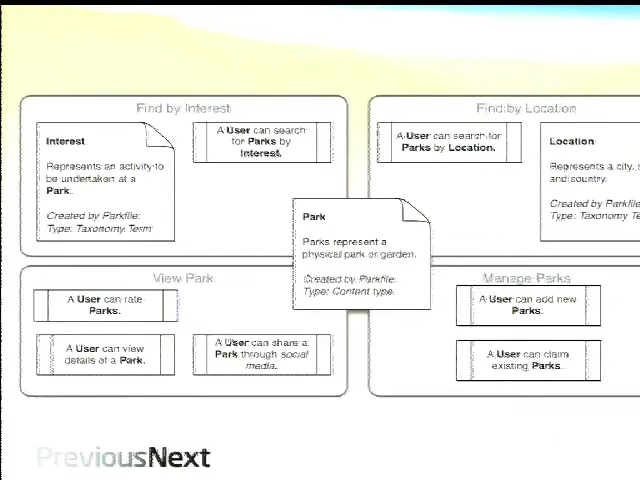 Find by Interest
Interest
Represents an activity to
be undertaken at a
Park.
Created by Parkfile.
Type: Taxonomy Term
A User can search
for Parks by
Interest.
Find by Location
A User can search for
Parks by Location.
Location
Represents a city, s
and country.
Created by Parkfile
Type: Taxonomy Te
Park
Parks represent a
physical park or garden.
Created by Parkfile.
Type: Content type.
View Park
A User can rate
Parks.
A User can view
details of a Park.
A User can share a
Park through social
media.
Manage Parks
A User can add new
Parks.
A User can claim
existing Parks.
PreviousNext